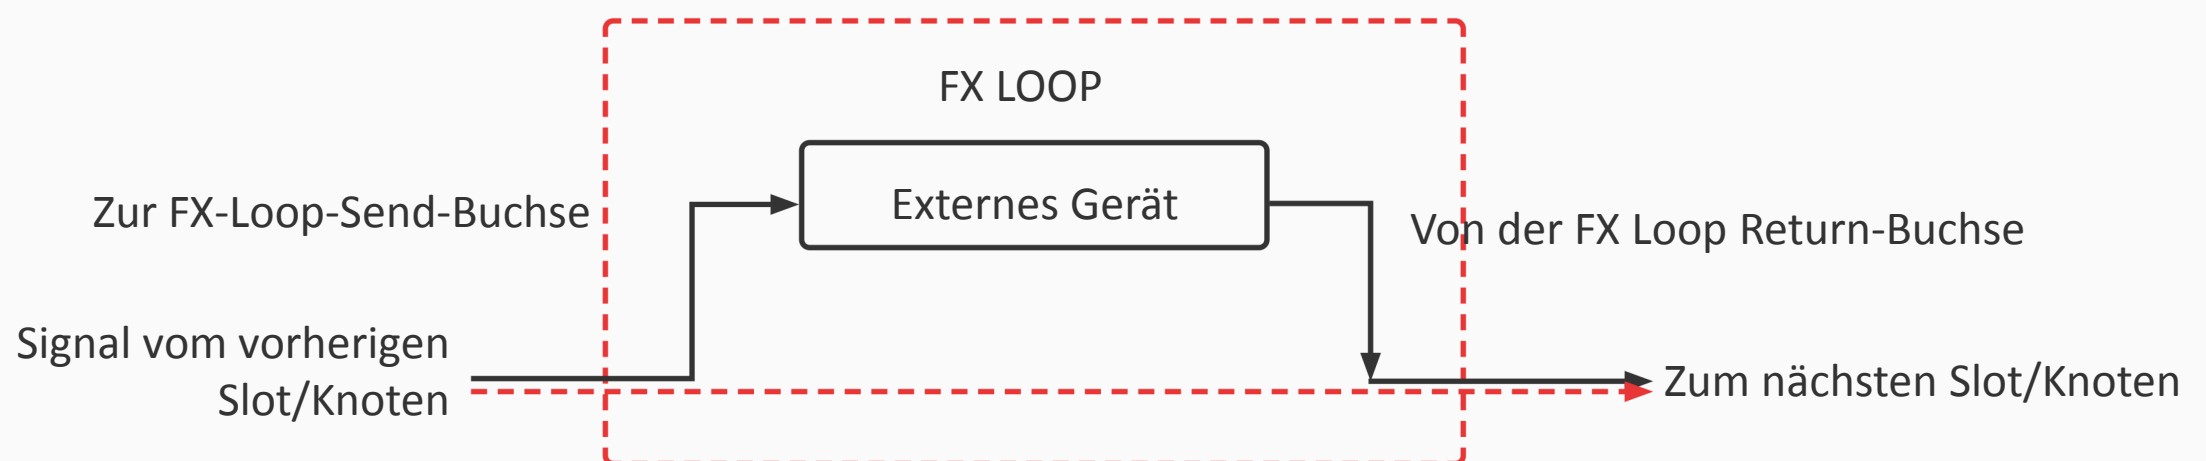 FX LOOP
Zur FX-Loop-Send-Buchse
Externes Gerät
Von der FX Loop Return-Buchse
Signal vom vorherigen
Slot/Knoten
Zum nächsten Slot/Knoten